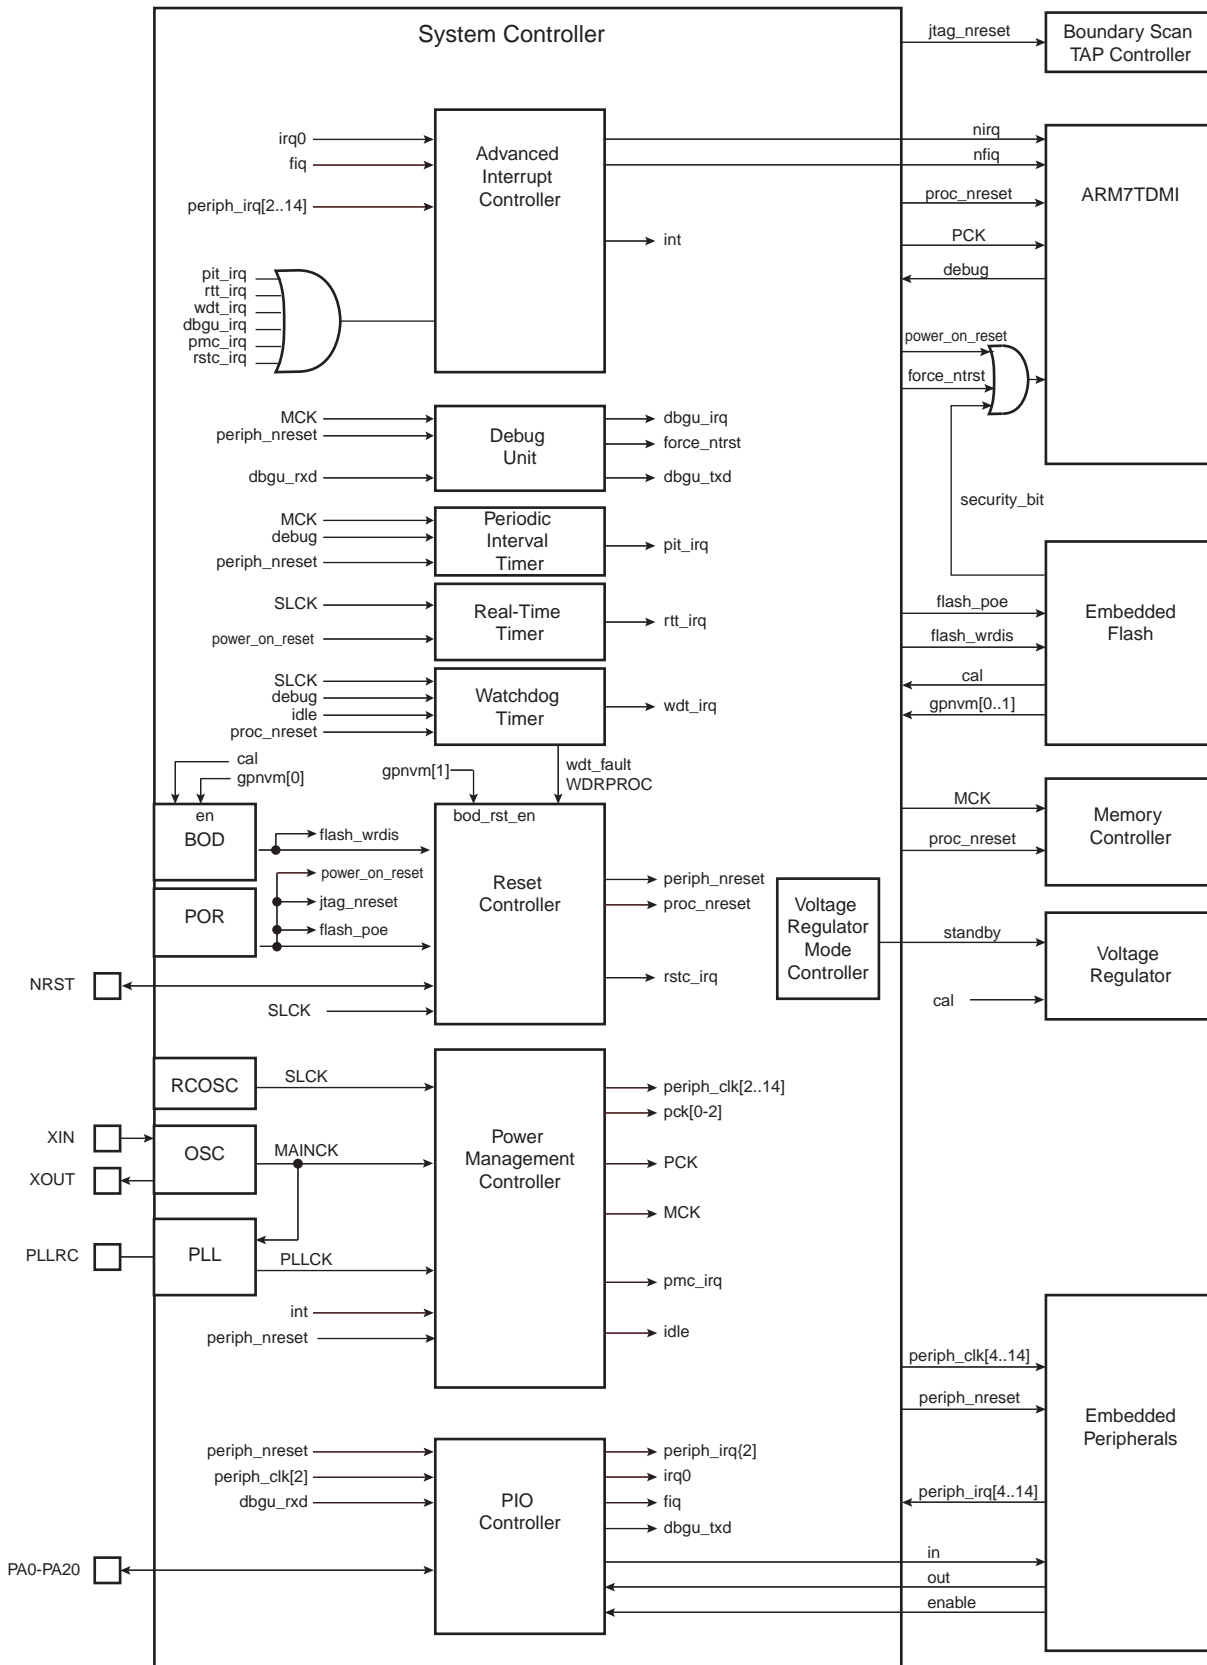 System Controller
jtag_nreset
Boundary Scan
TAP Controller
irq0
fiq
periph_irq[2..14]
Advanced
Interrupt
Controller
int
nirq
nfiq
proc_nreset
PCK
debug
ARM7TDMI
pit_irq
rtt_irq
wdt_irq
dbgu_irq
pmc_irq
rstc_irq
power_on_reset
force_ntrst
security_bit
MCK
periph_nreset
dbgu_rxd
Debug
Unit
dbgu_irq
force_ntrst
dbgu_txd
MCK
debug
periph_nreset
Periodic
Interval
Timer
pit_irq
SLCK
power_on_reset
Real-Time
Timer
rtt_irq
flash_poe
flash_wrdis
cal
gpnvm[0..1]
Embedded
Flash
SLCK
debug
idle
proc_nreset
Watchdog
Timer
wdt_irq
wdt_fault
WDRPROC
cal
gpnvm[0]
gpnvm[1]
en
BOD
bod_rst_en
flash_wrdis
power_on_reset
jtag_nreset
flash_poe
POR
Reset
Controller
periph_nreset
proc_nreset
rstc_irq
MCK
proc_nreset
Memory
Controller
Voltage
Regulator
Mode
Controller
standby
cal
Voltage
Regulator
NRST
SLCK
RCOSC
SLCK
XIN
XOUT
OSC
MAINCK
PLLRC
PLL
PLLCK
int
periph_nreset
Power
Management
Controller
periph_clk[2..14]
pck[0-2]
PCK
MCK
pmc_irq
idle
periph_clk[4..14]
periph_nreset
periph_irq[4..14]
in
out
enable
Embedded
Peripherals
periph_nreset
periph_clk[2]
dbgu_rxd
PIO
Controller
periph_irq{2]
irq0
fiq
dbgu_txd
PA0-PA20